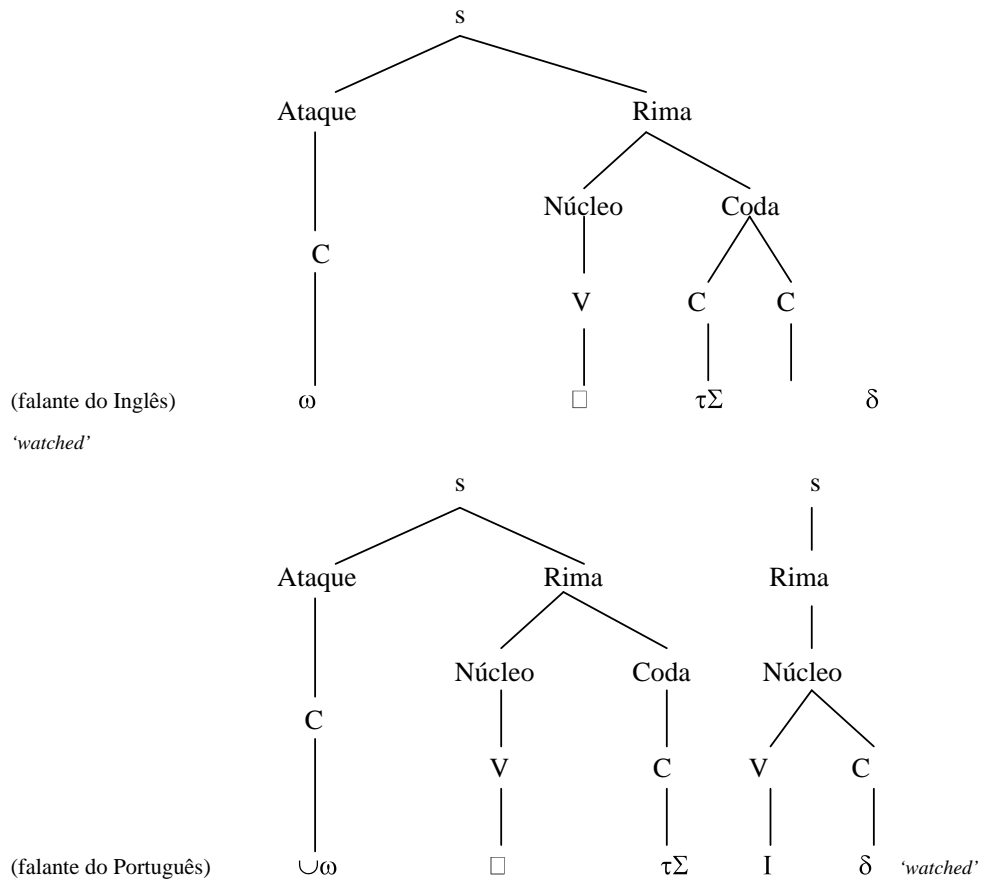 s
Ataque Rima
Núcleo Coda
C
V C C
(falante do Inglês) ω □ τΣ δ
‘watched’
s s
Ataque Rima Rima
Núcleo Coda Núcleo
C
V C V C
(falante do Português) ∪ω □ τΣ I δ ‘watched’